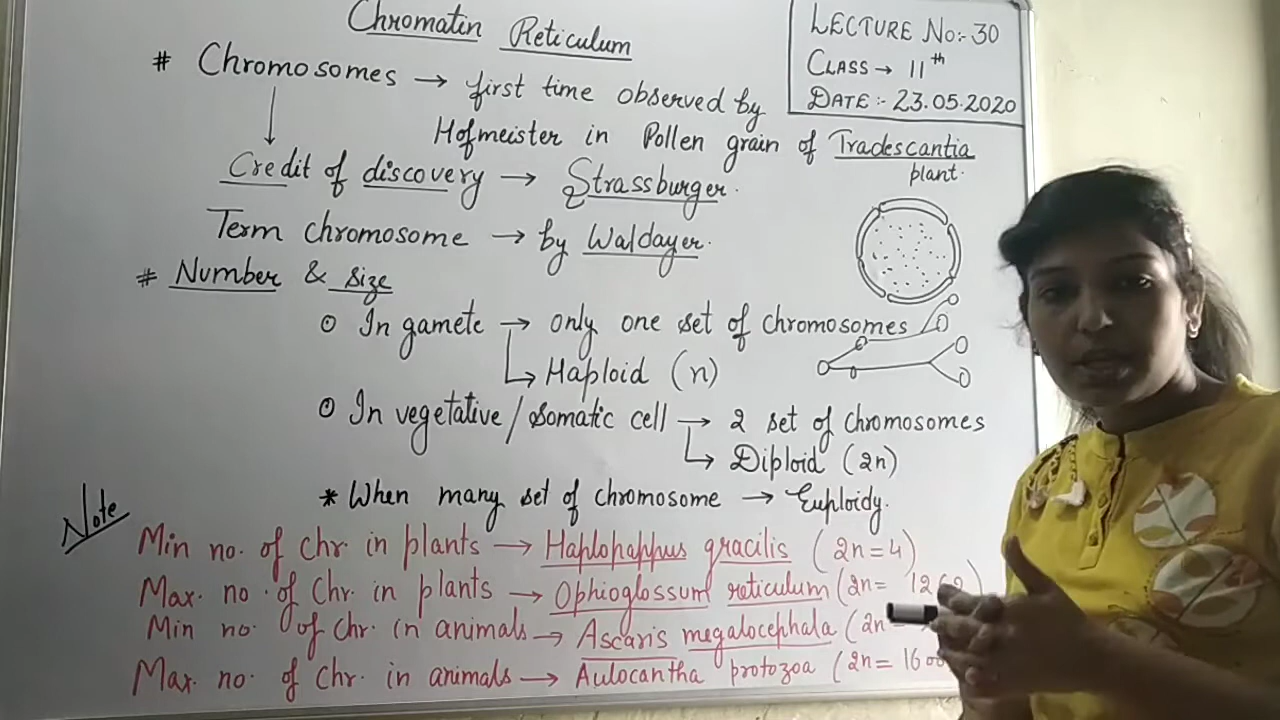 Chromatin Reticulum
LECTURE No:- 30
CLASS → 11th
DATE :- 23.05.2020
# Chromosomes → first time observed by
Hofmeister in Pollen grain of Tradescantia
plant.
Credit of discovery → Strassburger.
Term chromosome → by Waldayer.
# Number & size
In gamete → only one set of chromosomes
Haploid (n)
In vegetative/somatic cell → 2 set of chromosomes
Diploid (2n)
* When many set of chromosome → Euploidy.
Note
Min no. of Chr. in plants → Haplopappus gracilis (2n=4)
Max. no. of Chr. in plants → Ophioglossum reticulum (2n= 1262)
Min no. of Chr. in animals → Ascaris megalocephala (2n
Max. no. of Chr. in animals → Aulocantha protozoa (2n= 1600